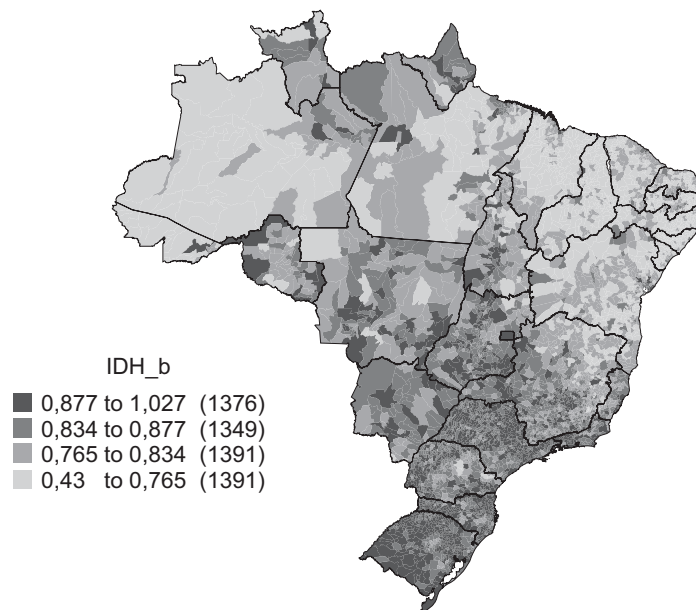 IDH_b
0,877 to 1,027 (1376)
0,834 to 0,877 (1349)
0,765 to 0,834 (1391)
0,43 to 0,765 (1391)